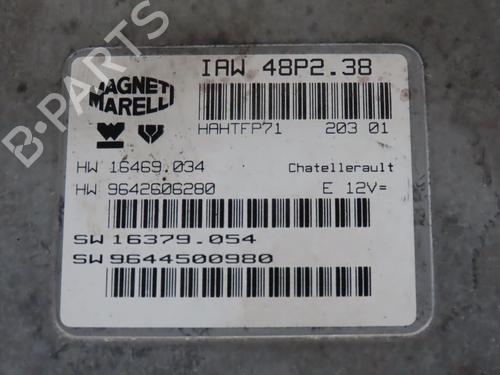 B-PARTS
MAGNETI MARELLI
IAW 48P2.38
HAHTFP71 203 01
HW 16469.034 Chatellerault
HW 9642606280 E 12V=
SW 16379.054
SW 9644500980